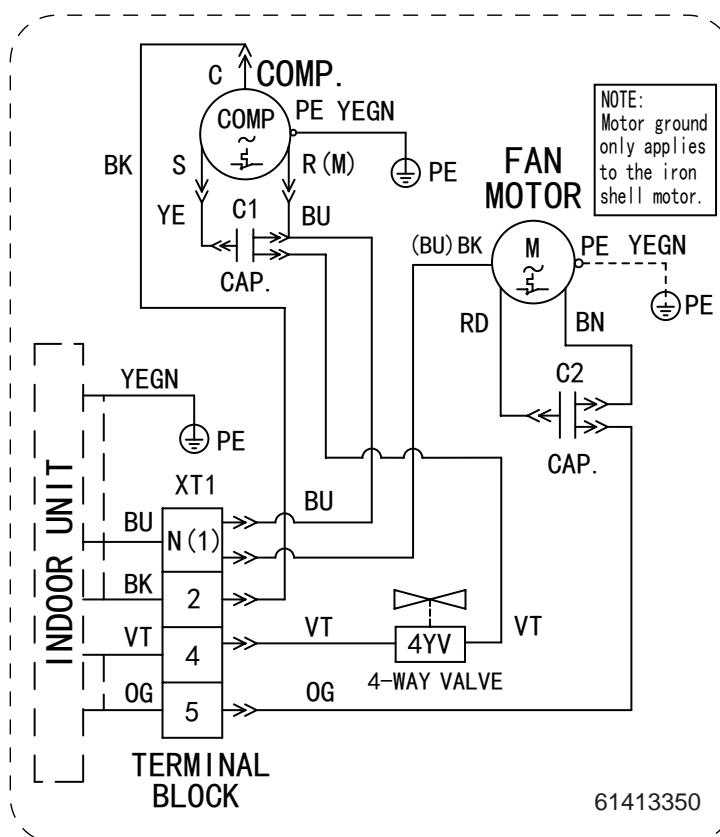 C
COMP.
COMP
PE YEGN
PE
BK
S
R(M)
YE
C1
BU
CAP.
NOTE:
Motor ground
only applies
to the iron
shell motor.
FAN
MOTOR
(BU)BK
M
PE YEGN
PE
RD
BN
C2
CAP.
INDOOR UNIT
YEGN
PE
XT1
BU
N(1)
BU
BK
2
VT
4
VT
4YV
VT
4-WAY VALVE
OG
5
OG
TERMINAL
BLOCK
61413350